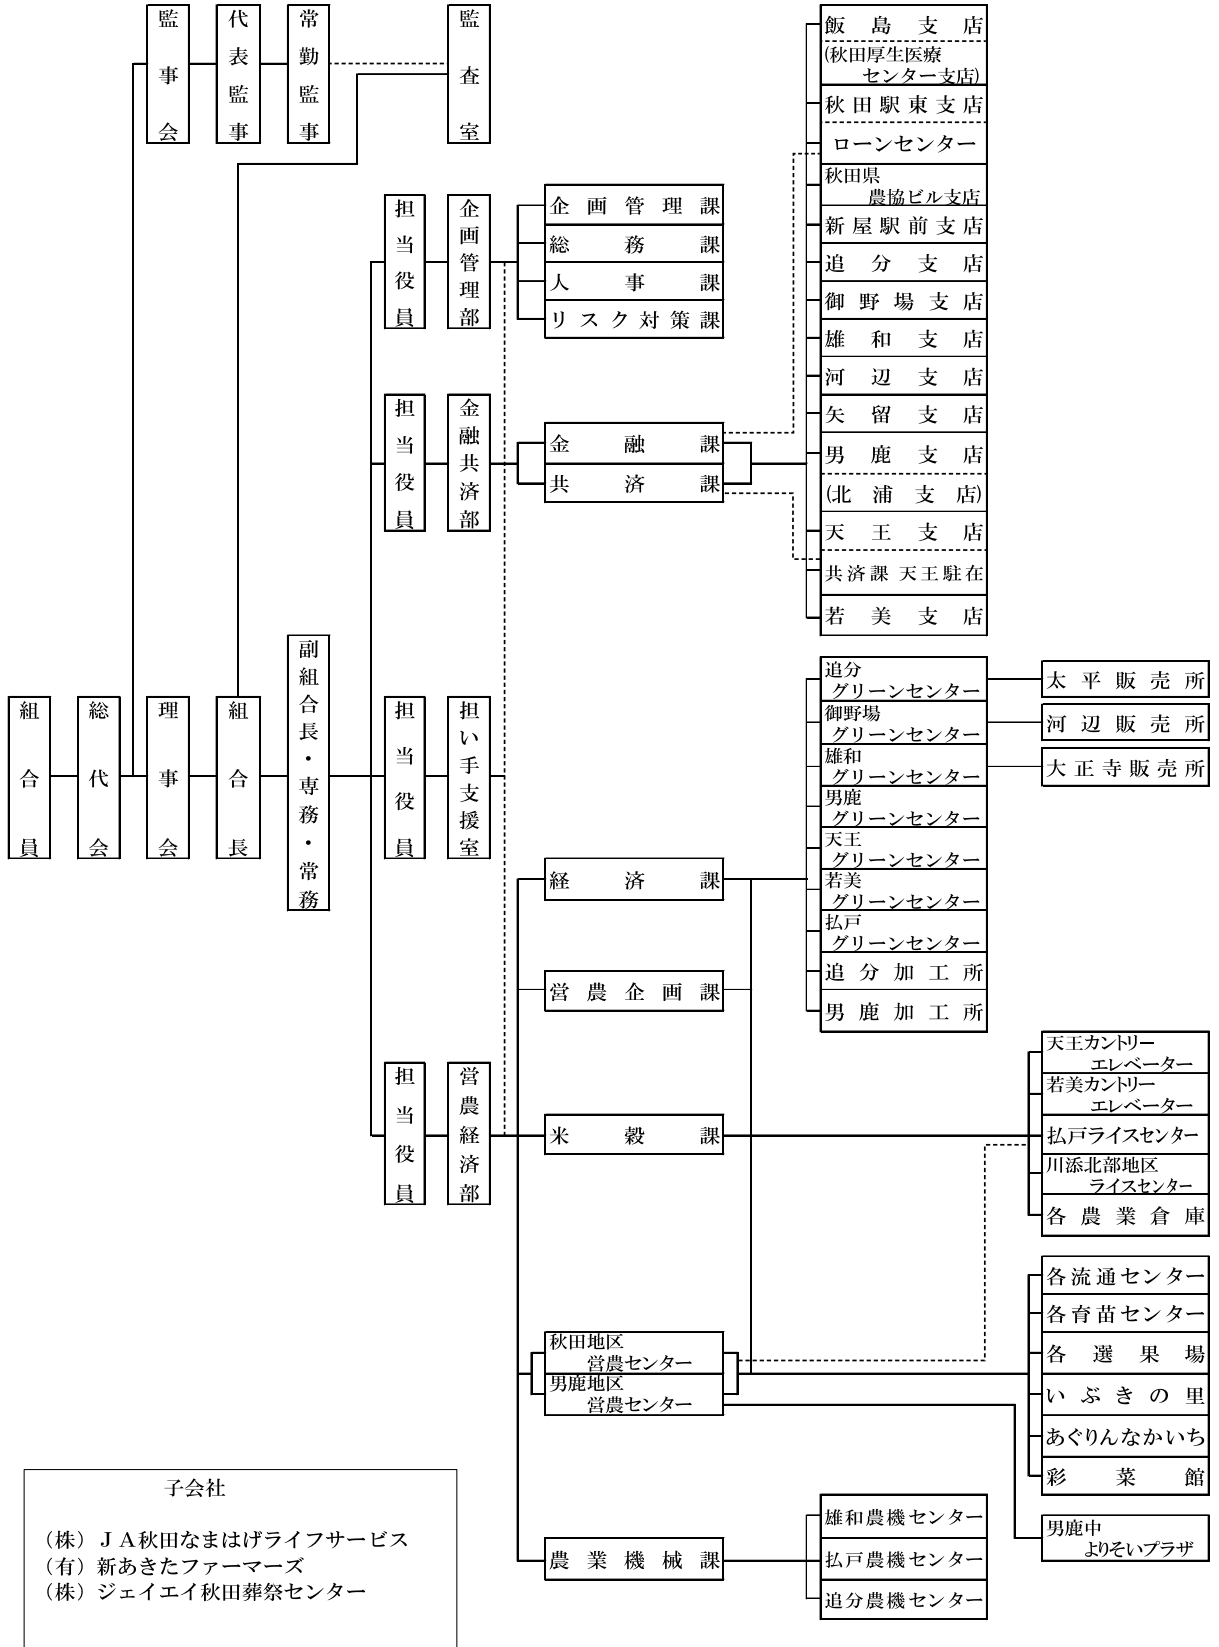 監事会
代表監事
常勤監事
監査室
組合員
総代会
理事会
組合長
副組合長・専務・常務
担当役員
企画管理部
企画管理課
総務課
人事課
リスク対策課
担当役員
金融共済部
金融課
共済課
飯島支店
(秋田厚生医療
センター支店)
秋田駅東支店
ローンセンター
秋田県
農協ビル支店
新屋駅前支店
追分支店
御野場支店
雄和支店
河辺支店
矢留支店
男鹿支店
(北浦支店)
天王支店
共済課 天王駐在
若美支店
担当役員
担い手支援室
担当役員
営農経済部
経済課
営農企画課
米穀課
秋田地区
営農センター
男鹿地区
営農センター
農業機械課
追分
グリーンセンター
御野場
グリーンセンター
雄和
グリーンセンター
男鹿
グリーンセンター
天王
グリーンセンター
若美
グリーンセンター
払戸
グリーンセンター
追分加工所
男鹿加工所
太平販売所
河辺販売所
大正寺販売所
天王カントリー
エレベーター
若美カントリー
エレベーター
払戸ライスセンター
川添北部地区
ライスセンター
各農業倉庫
各流通センター
各育苗センター
各選果場
いぶきの里
あぐりんなかいち
彩菜館
男鹿中
よりそいプラザ
雄和農機センター
払戸農機センター
追分農機センター
子会社
（株）ＪＡ秋田なまはげライフサービス
（有）新あきたファーマーズ
（株）ジェイエイ秋田葬祭センター